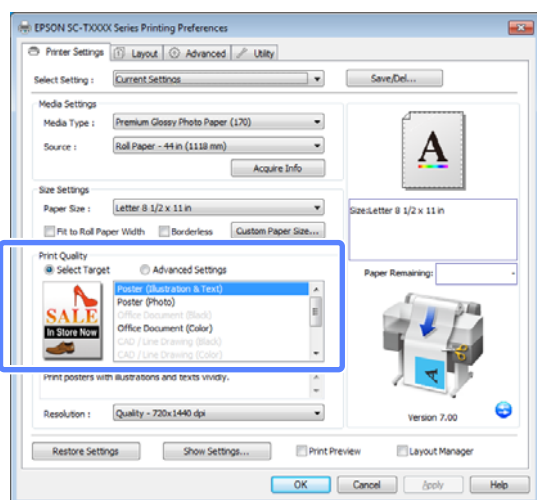 EPSON SC-TXXXX Series Printing Preferences
Printer Settings Layout Advanced Utility
Select Setting : Current Settings Save/Del...
Media Settings
Media Type : Premium Glossy Photo Paper (170)
Source : Roll Paper - 44 in (1118 mm)
Acquire Info
A
Size Settings
Paper Size : Letter 8 1/2 x 11 in
Size:Letter 8 1/2 x 11 in
Fit to Roll Paper Width Borderless Custom Paper Size...
Print Quality
Select Target Advanced Settings
Paper Remaining:
SALE
In Store Now
Poster (Illustration & Text)
Poster (Photo)
Office Document (Black)
Office Document (Color)
CAD / Line Drawing (Black)
CAD / Line Drawing (Color)
A
Print posters with illustrations and texts vividly.
Resolution : Quality - 720x1440 dpi
Version 7.00
Restore Settings Show Settings... Print Preview Layout Manager
OK Cancel Apply Help